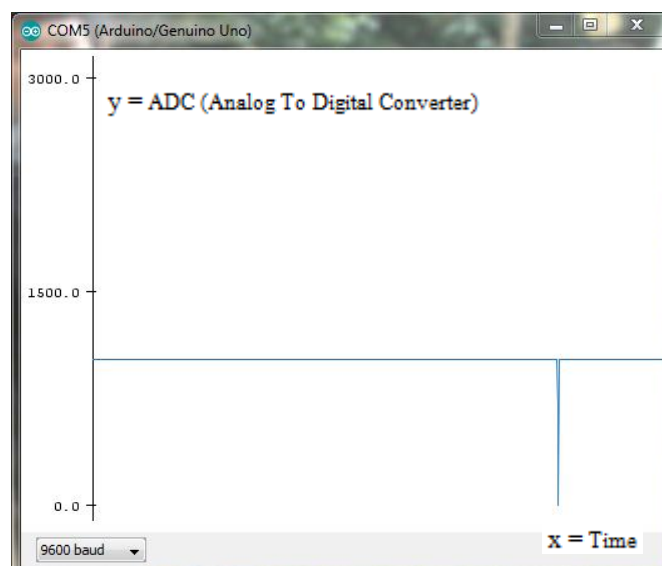 COM5 (Arduino/Genuino Uno)
3000.0
y = ADC (Analog To Digital Converter)
1500.0
0.0
x = Time
9600 baud